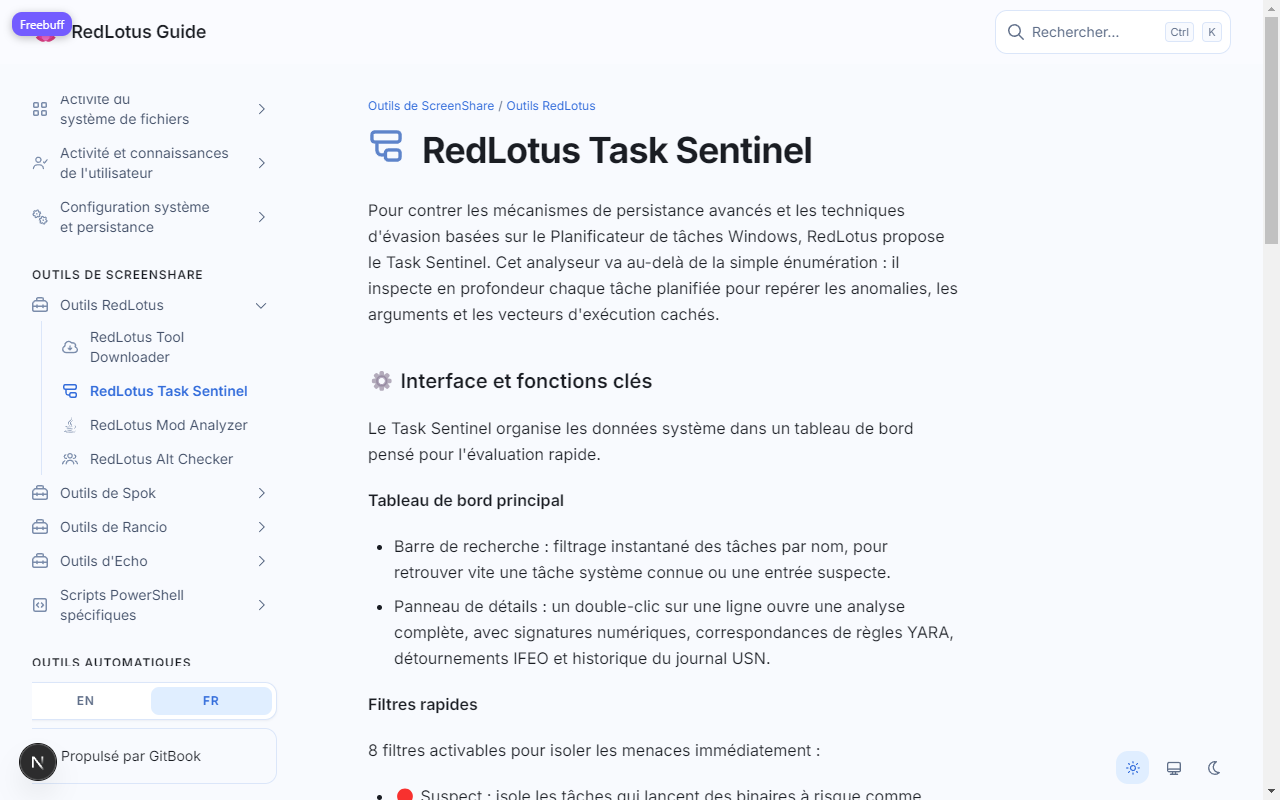 Freebuff
RedLotus Guide
Rechercher...
Ctrl
K
Activité du
système de fichiers
Activité et connaissances
de l'utilisateur
Configuration système
et persistance
OUTILS DE SCREENSHARE
Outils RedLotus
RedLotus Tool
Downloader
RedLotus Task Sentinel
RedLotus Mod Analyzer
RedLotus Alt Checker
Outils de Spok
Outils de Rancio
Outils d'Echo
Scripts PowerShell
spécifiques
OUTILS AUTOMATIQUES
EN
FR
N
Propulsé par GitBook
Outils de ScreenShare / Outils RedLotus
RedLotus Task Sentinel
Pour contrer les mécanismes de persistance avancés et les techniques
d'évasion basées sur le Planificateur de tâches Windows, RedLotus propose
le Task Sentinel. Cet analyseur va au-delà de la simple énumération : il
inspecte en profondeur chaque tâche planifiée pour repérer les anomalies, les
arguments et les vecteurs d'exécution cachés.
Interface et fonctions clés
Le Task Sentinel organise les données système dans un tableau de bord
pensé pour l'évaluation rapide.
Tableau de bord principal
• Barre de recherche : filtrage instantané des tâches par nom, pour
retrouver vite une tâche système connue ou une entrée suspecte.
• Panneau de détails : un double-clic sur une ligne ouvre une analyse
complète, avec signatures numériques, correspondances de règles YARA,
détournements IFEO et historique du journal USN.
Filtres rapides
8 filtres activables pour isoler les menaces immédiatement :
• 🔴 Suspect : isole les tâches qui lancent des binaires à risque comme